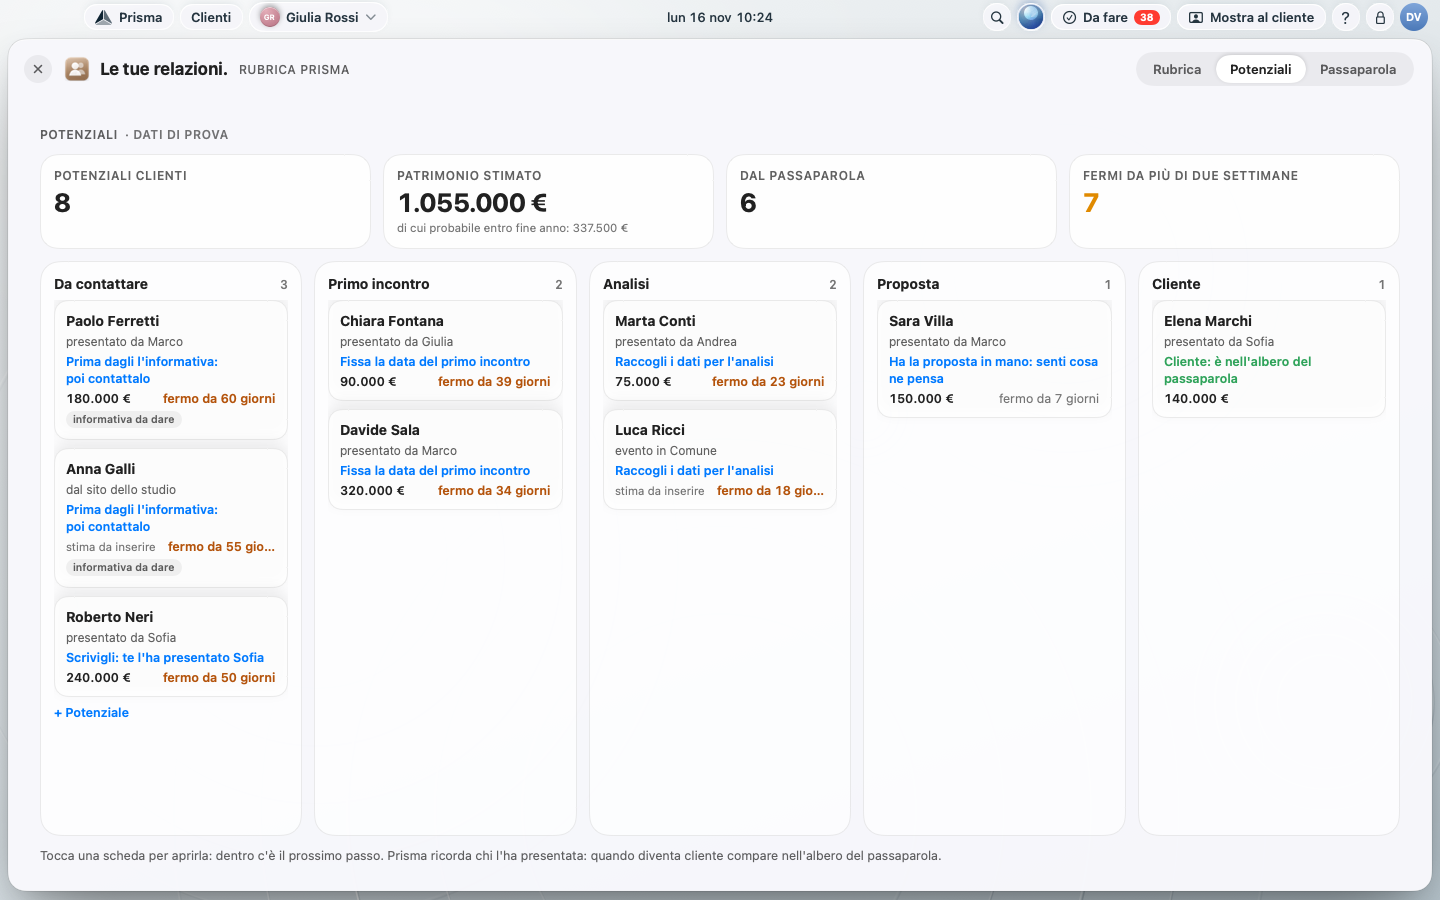 Prisma
Clienti
GR Giulia Rossi
lun 16 nov 10:24
Da fare 38
Mostra al cliente
?
DV
Le tue relazioni. RUBRICA PRISMA
Rubrica
Potenziali
Passaparola
POTENZIALI · DATI DI PROVA
POTENZIALI CLIENTI
8
PATRIMONIO STIMATO
1.055.000 €
di cui probabile entro fine anno: 337.500 €
DAL PASSAPAROLA
6
FERMI DA PIÙ DI DUE SETTIMANE
7
Da contattare 3
Paolo Ferretti
presentato da Marco
Prima dagli l'informativa:
poi contattalo
180.000 € fermo da 60 giorni
informativa da dare
Anna Galli
dal sito dello studio
Prima dagli l'informativa:
poi contattalo
stima da inserire fermo da 55 gio...
informativa da dare
Roberto Neri
presentato da Sofia
Scrivigli: te l'ha presentato Sofia
240.000 € fermo da 50 giorni
+ Potenziale
Primo incontro 2
Chiara Fontana
presentato da Giulia
Fissa la data del primo incontro
90.000 € fermo da 39 giorni
Davide Sala
presentato da Marco
Fissa la data del primo incontro
320.000 € fermo da 34 giorni
Analisi 2
Marta Conti
presentato da Andrea
Raccogli i dati per l'analisi
75.000 € fermo da 23 giorni
Luca Ricci
evento in Comune
Raccogli i dati per l'analisi
stima da inserire fermo da 18 gio...
Proposta 1
Sara Villa
presentato da Marco
Ha la proposta in mano: senti cosa
ne pensa
150.000 € fermo da 7 giorni
Cliente 1
Elena Marchi
presentato da Sofia
Cliente: è nell'albero del
passaparola
140.000 €
Tocca una scheda per aprirla: dentro c'è il prossimo passo. Prisma ricorda chi l'ha presentata: quando diventa cliente compare nell'albero del passaparola.